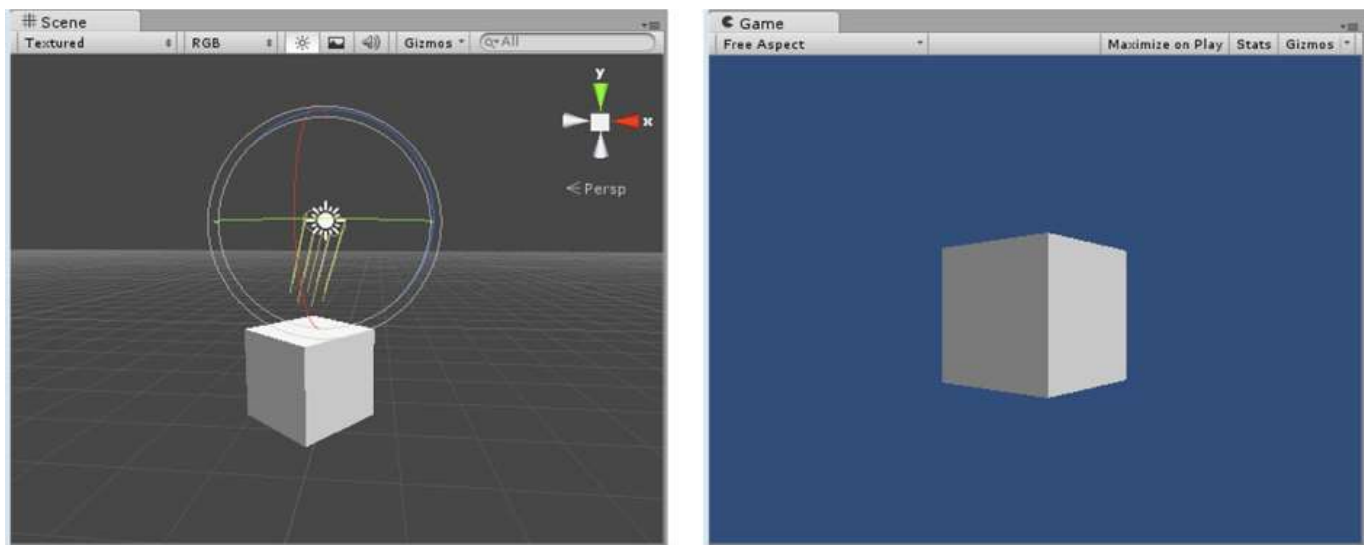 Scene
Textured RGB Gizmos All
y
x
Persp
Game
Free Aspect Maximize on Play Stats Gizmos